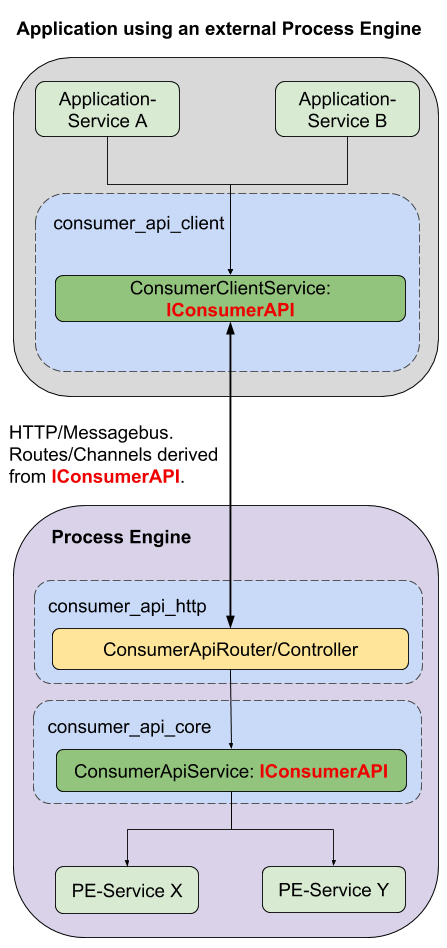 Application using an external Process Engine
Application-
Service A
Application-
Service B
consumer_api_client
ConsumerClientService:
IConsumerAPI
HTTP/Messagebus.
Routes/Channels derived
from IConsumerAPI.
Process Engine
consumer_api_http
ConsumerApiRouter/Controller
consumer_api_core
ConsumerApiService: IConsumerAPI
PE-Service X
PE-Service Y